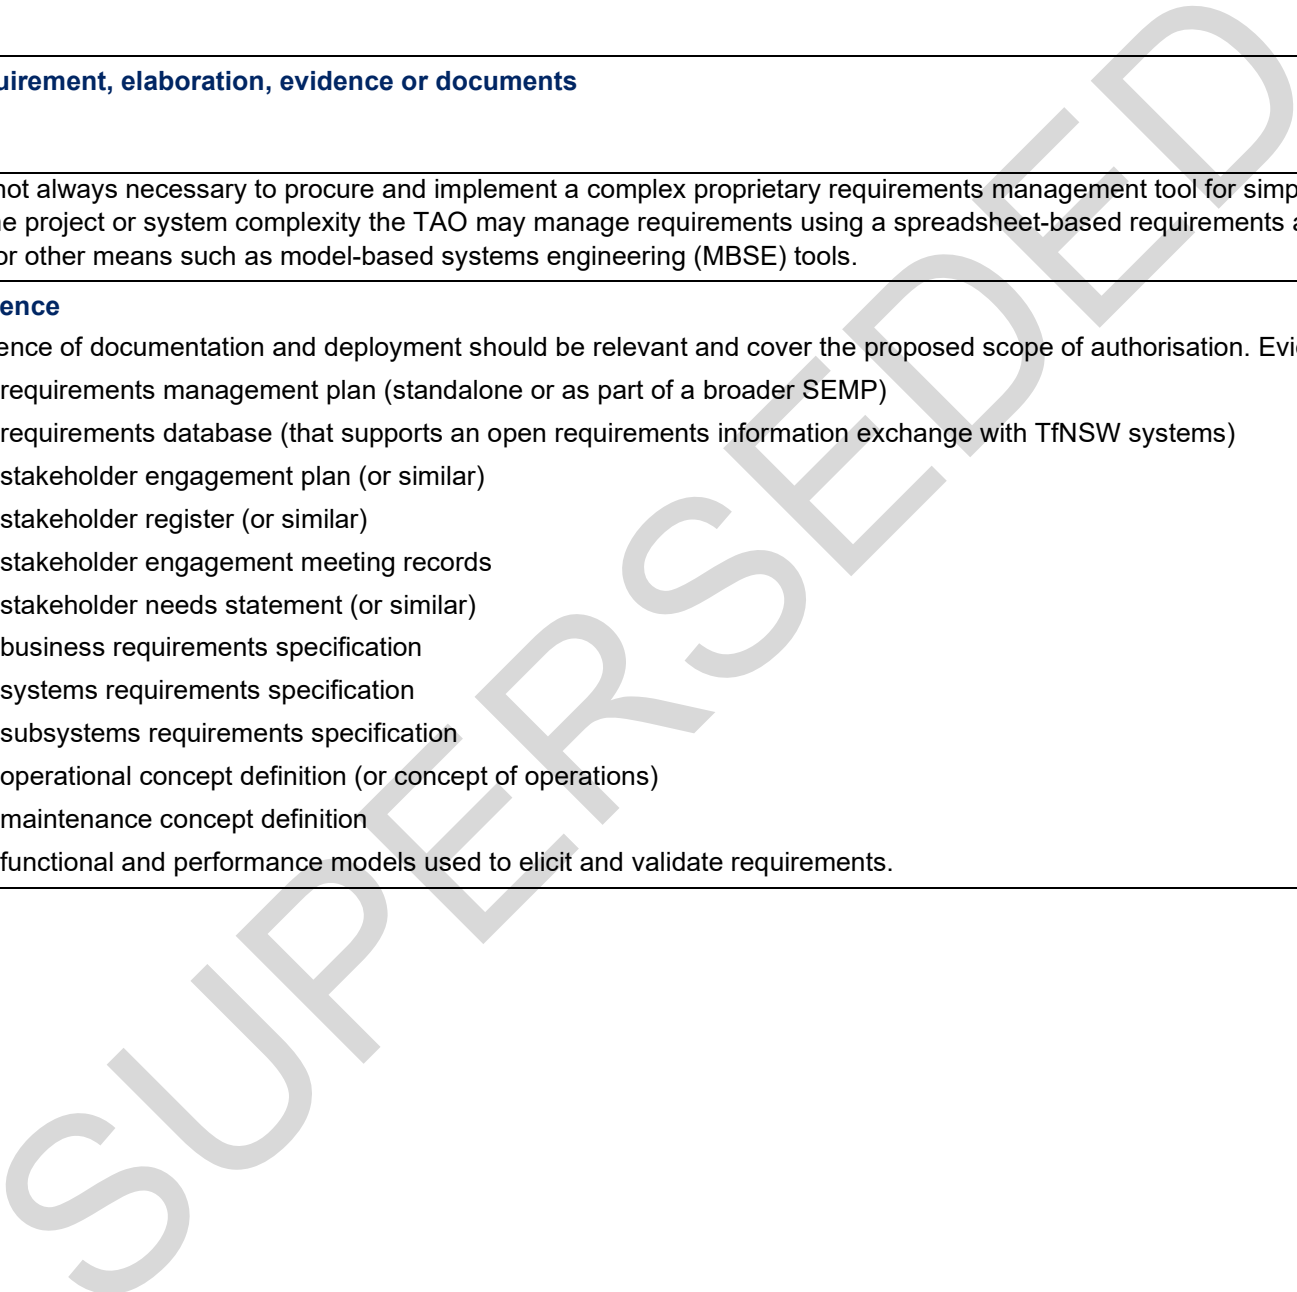 uirement, elaboration, evidence or documents
not always necessary to procure and implement a complex proprietary requirements management tool for simp
he project or system complexity the TAO may manage requirements using a spreadsheet-based requirements a
or other means such as model-based systems engineering (MBSE) tools.
ence
ence of documentation and deployment should be relevant and cover the proposed scope of authorisation. Evi
requirements management plan (standalone or as part of a broader SEMP)
requirements database (that supports an open requirements information exchange with TfNSW systems)
stakeholder engagement plan (or similar)
stakeholder register (or similar)
stakeholder engagement meeting records
stakeholder needs statement (or similar)
business requirements specification
systems requirements specification
subsystems requirements specification
operational concept definition (or concept of operations)
maintenance concept definition
functional and performance models used to elicit and validate requirements.
SUPERSEDED